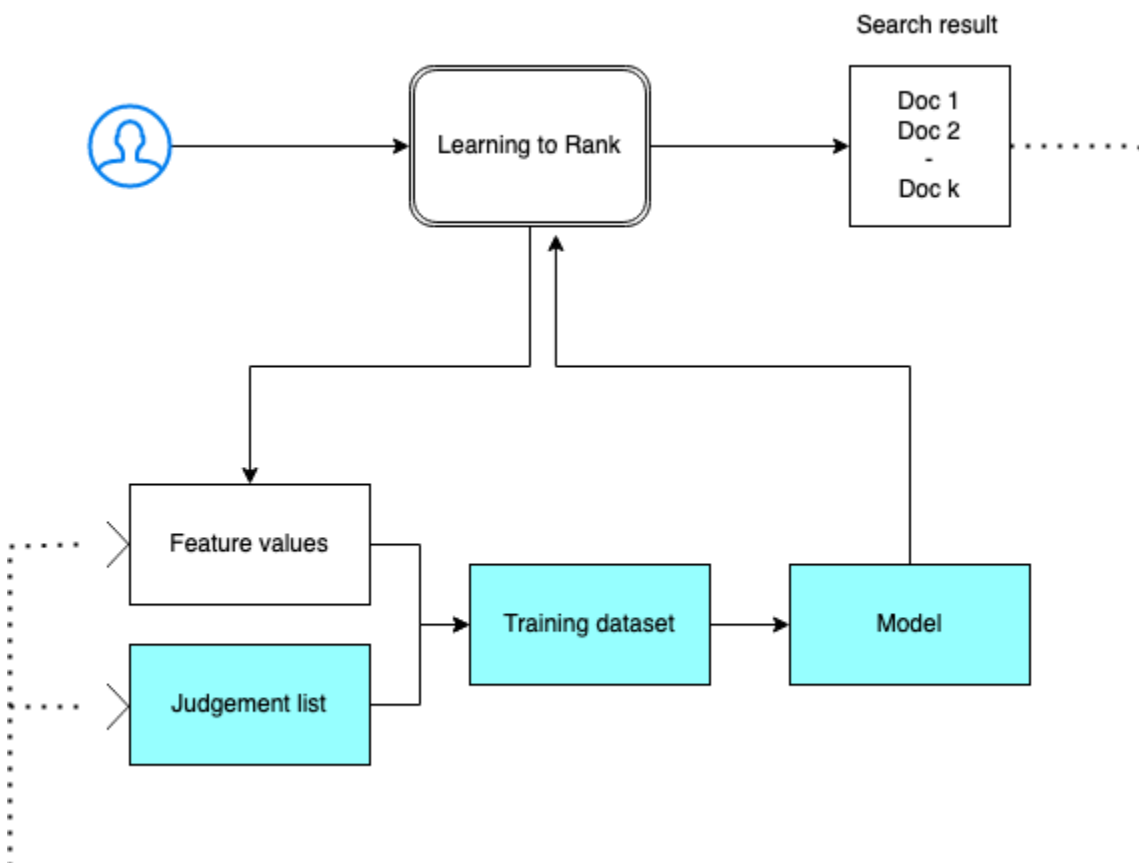 Search result
Learning to Rank
Doc 1
Doc 2
-
Doc k
Feature values
Training dataset
Model
Judgement list